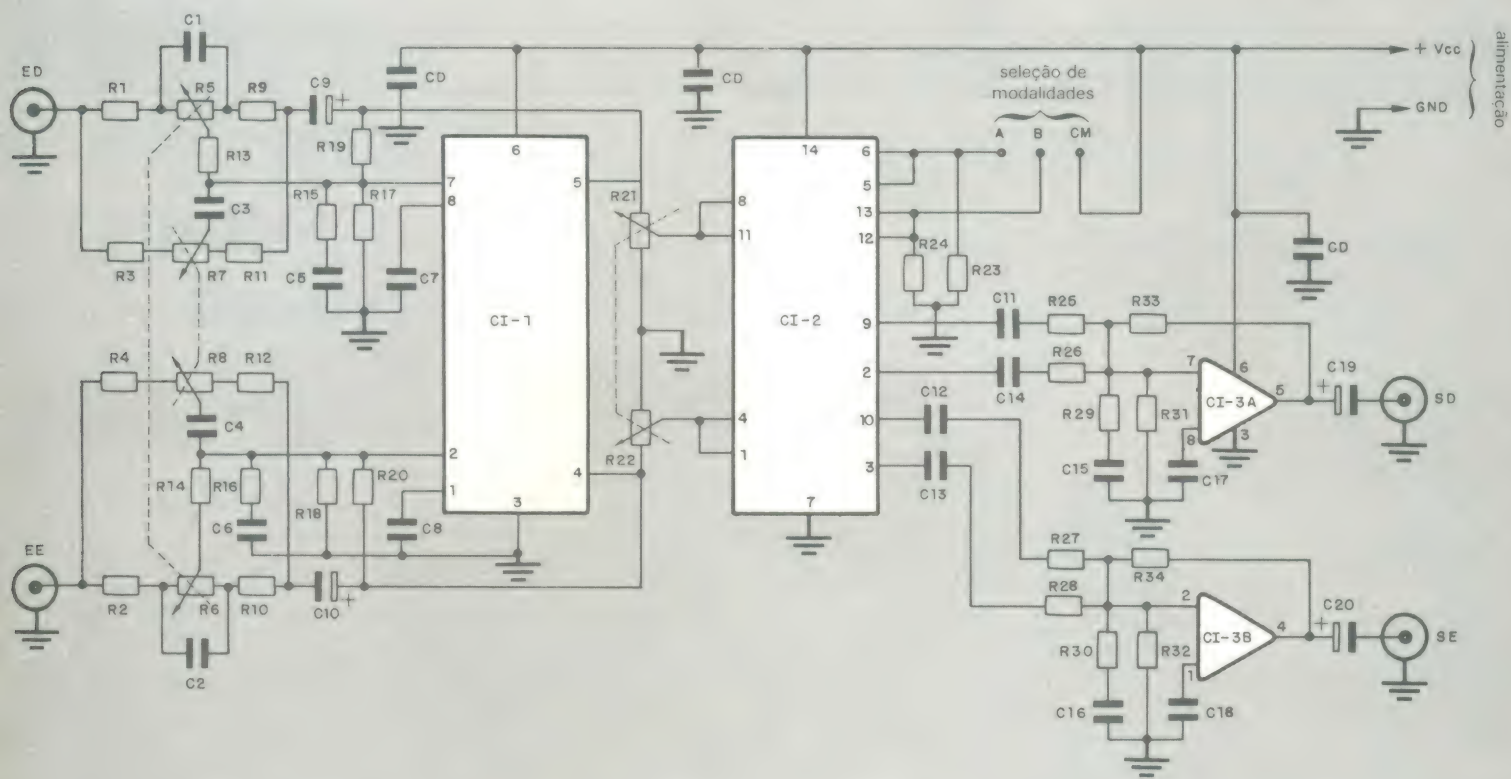 C1
ED
R1
R5
R9
C9
+
CD
CD
seleção de
modalidades
A
B
CM
+ Vcc
GND
alimentação
R13
R19
6
14
7
8
5
R21
8
11
6
5
13
12
R15
R17
C3
R3
R7
R11
C5
C7
CI-1
CI-2
R24
R23
CD
9
C11
R25
R33
2
C14
R26
7
6
5
CI-3A
8
3
+
C19
SD
R4
R8
R12
C4
R29
R31
C15
C17
C12
10
3
C13
4
1
R22
2
1
4
3
7
R14
R16
R18
R20
C6
C8
EE
R2
R6
R10
C10
+
C2
R27
R34
R28
2
CI-3B
4
1
+
C20
SE
R30
R32
C16
C18